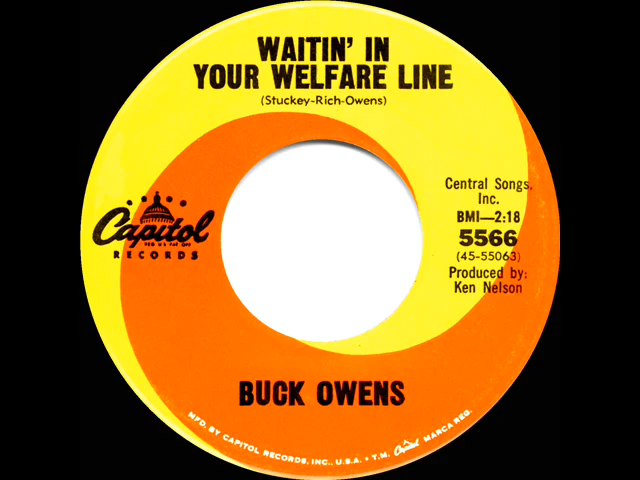 WAITIN' IN
YOUR WELFARE LINE
(Stuckey-Rich-Owens)
Central Songs,
Inc.
BMI—2:18
5566
(45-55063)
Produced by:
Ken Nelson
Capitol
RECORDS
BUCK OWENS
MFD. BY CAPITOL RECORDS, INC., U.S.A. • T.M. Capitol MARCA REG.